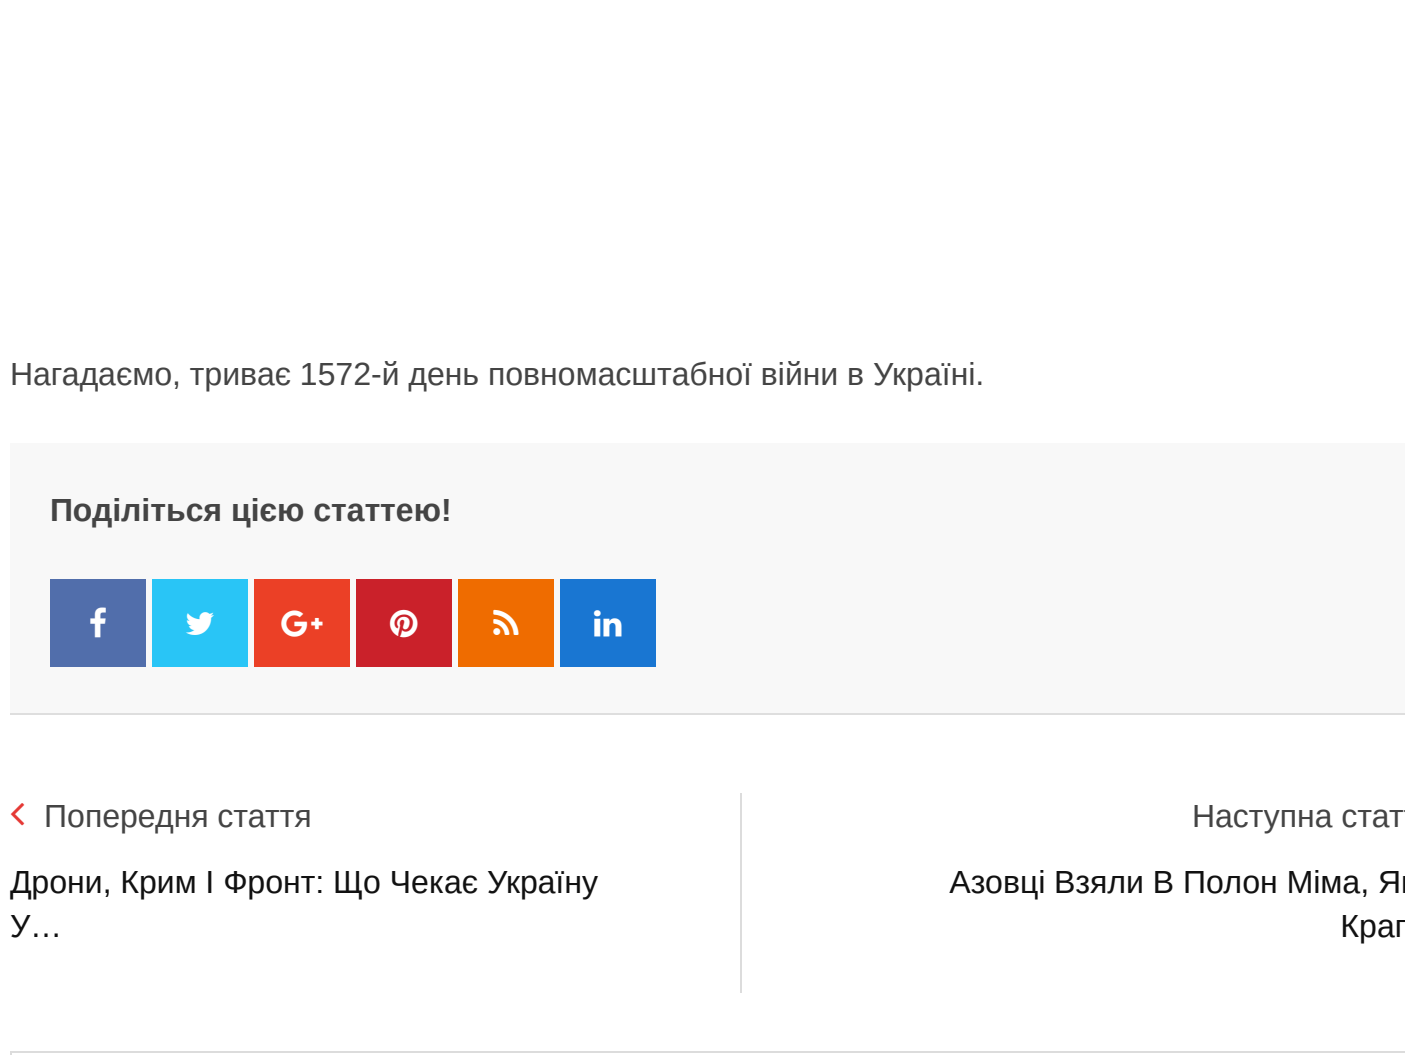 Нагадаємо, триває 1572-й день повномасштабної війни в Україні.
Поділіться цією статтею!
Попередня стаття
Наступна
Дрони, Крим І Фронт: Що Чекає Україну
У…
Азовці Взяли В Полон Міма,